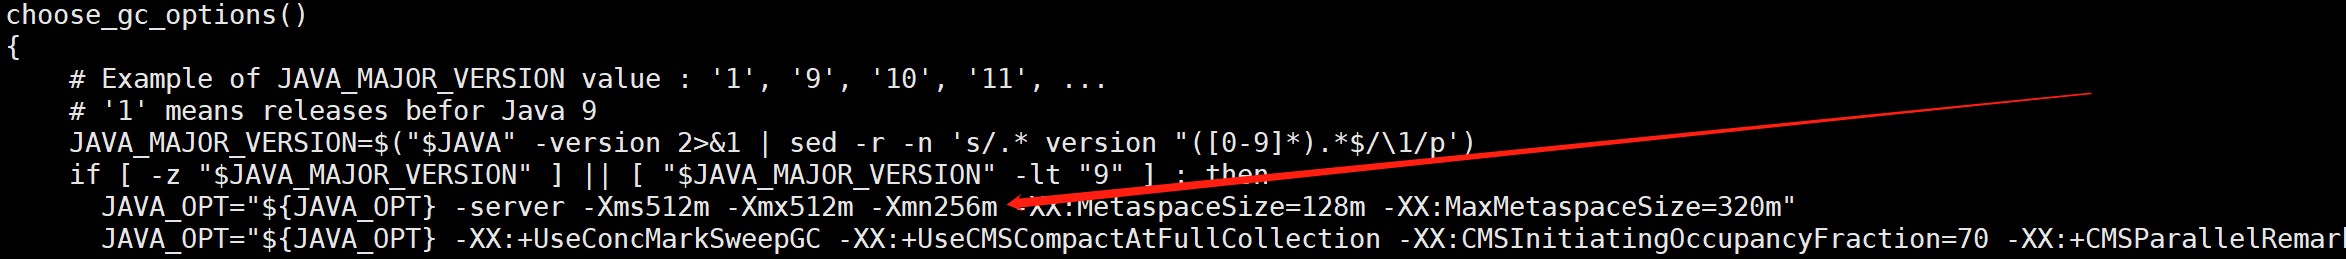 choose_gc_options()
{
    # Example of JAVA_MAJOR_VERSION value : '1', '9', '10', '11', ...
    # '1' means releases befor Java 9
    JAVA_MAJOR_VERSION=$("$JAVA" -version 2>&1 | sed -r -n 's/.* version "([0-9]*).*$/\1/p')
    if [ -z "$JAVA_MAJOR_VERSION" ] || [ "$JAVA_MAJOR_VERSION" -lt "9" ] ; then
      JAVA_OPT="${JAVA_OPT} -server -Xms512m -Xmx512m -Xmn256m -XX:MetaspaceSize=128m -XX:MaxMetaspaceSize=320m"
      JAVA_OPT="${JAVA_OPT} -XX:+UseConcMarkSweepGC -XX:+UseCMSCompactAtFullCollection -XX:CMSInitiatingOccupancyFraction=70 -XX:+CMSParallelRemar